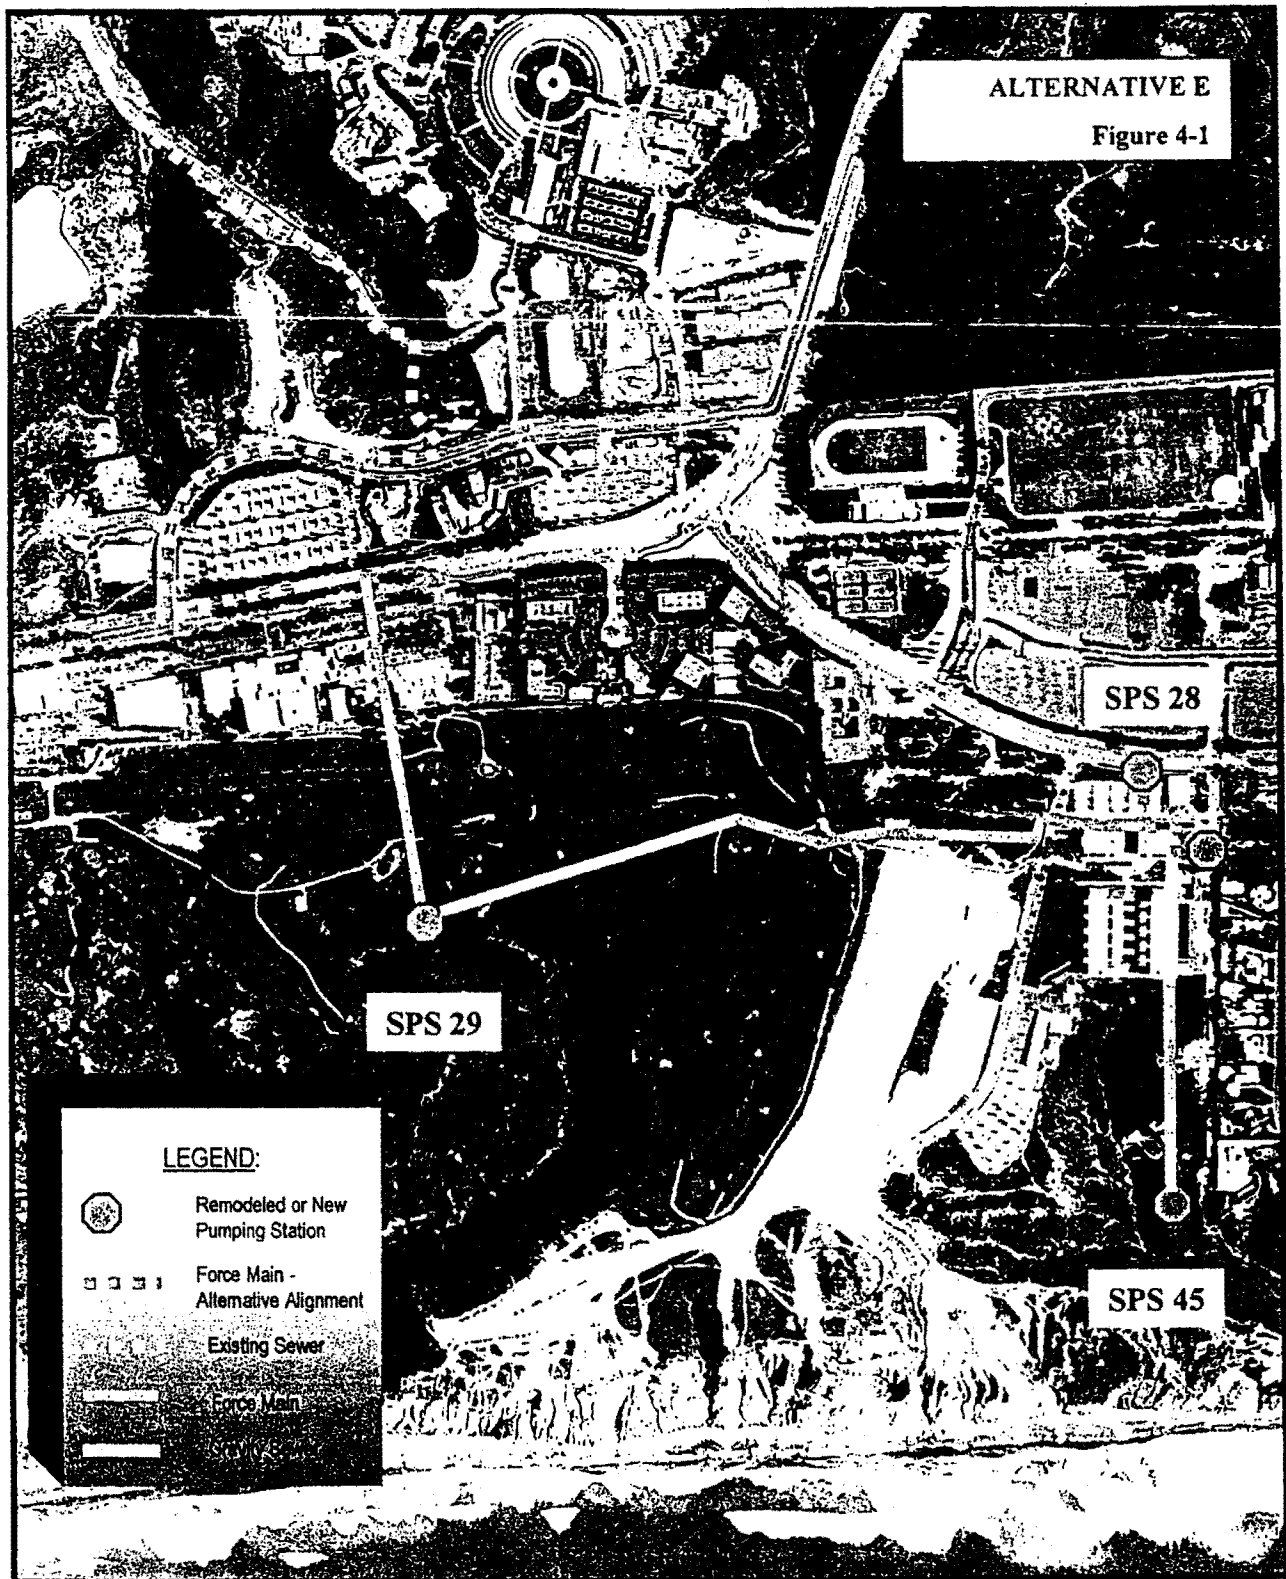 ALTERNATIVE E
Figure 4-1
SPS 28
SPS 29
SPS 45
LEGEND:
Remodeled or New
Pumping Station
Force Main -
Alternative Alignment
Existing Sewer
Force Main